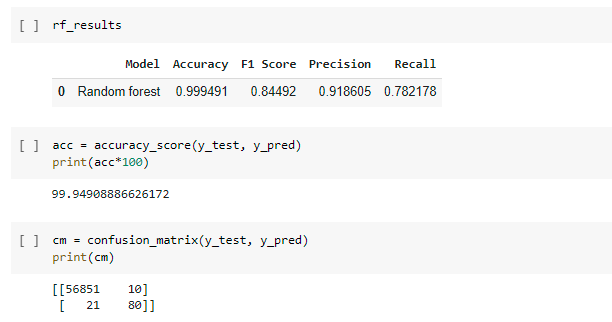 [ ] rf_results
Model Accuracy F1 Score Precision Recall
0 Random forest 0.999491 0.84492 0.918605 0.782178
[ ] acc = accuracy_score(y_test, y_pred)
print(acc*100)
99.94908886626172
[ ] cm = confusion_matrix(y_test, y_pred)
print(cm)
[[56851 10]
[ 21 80]]